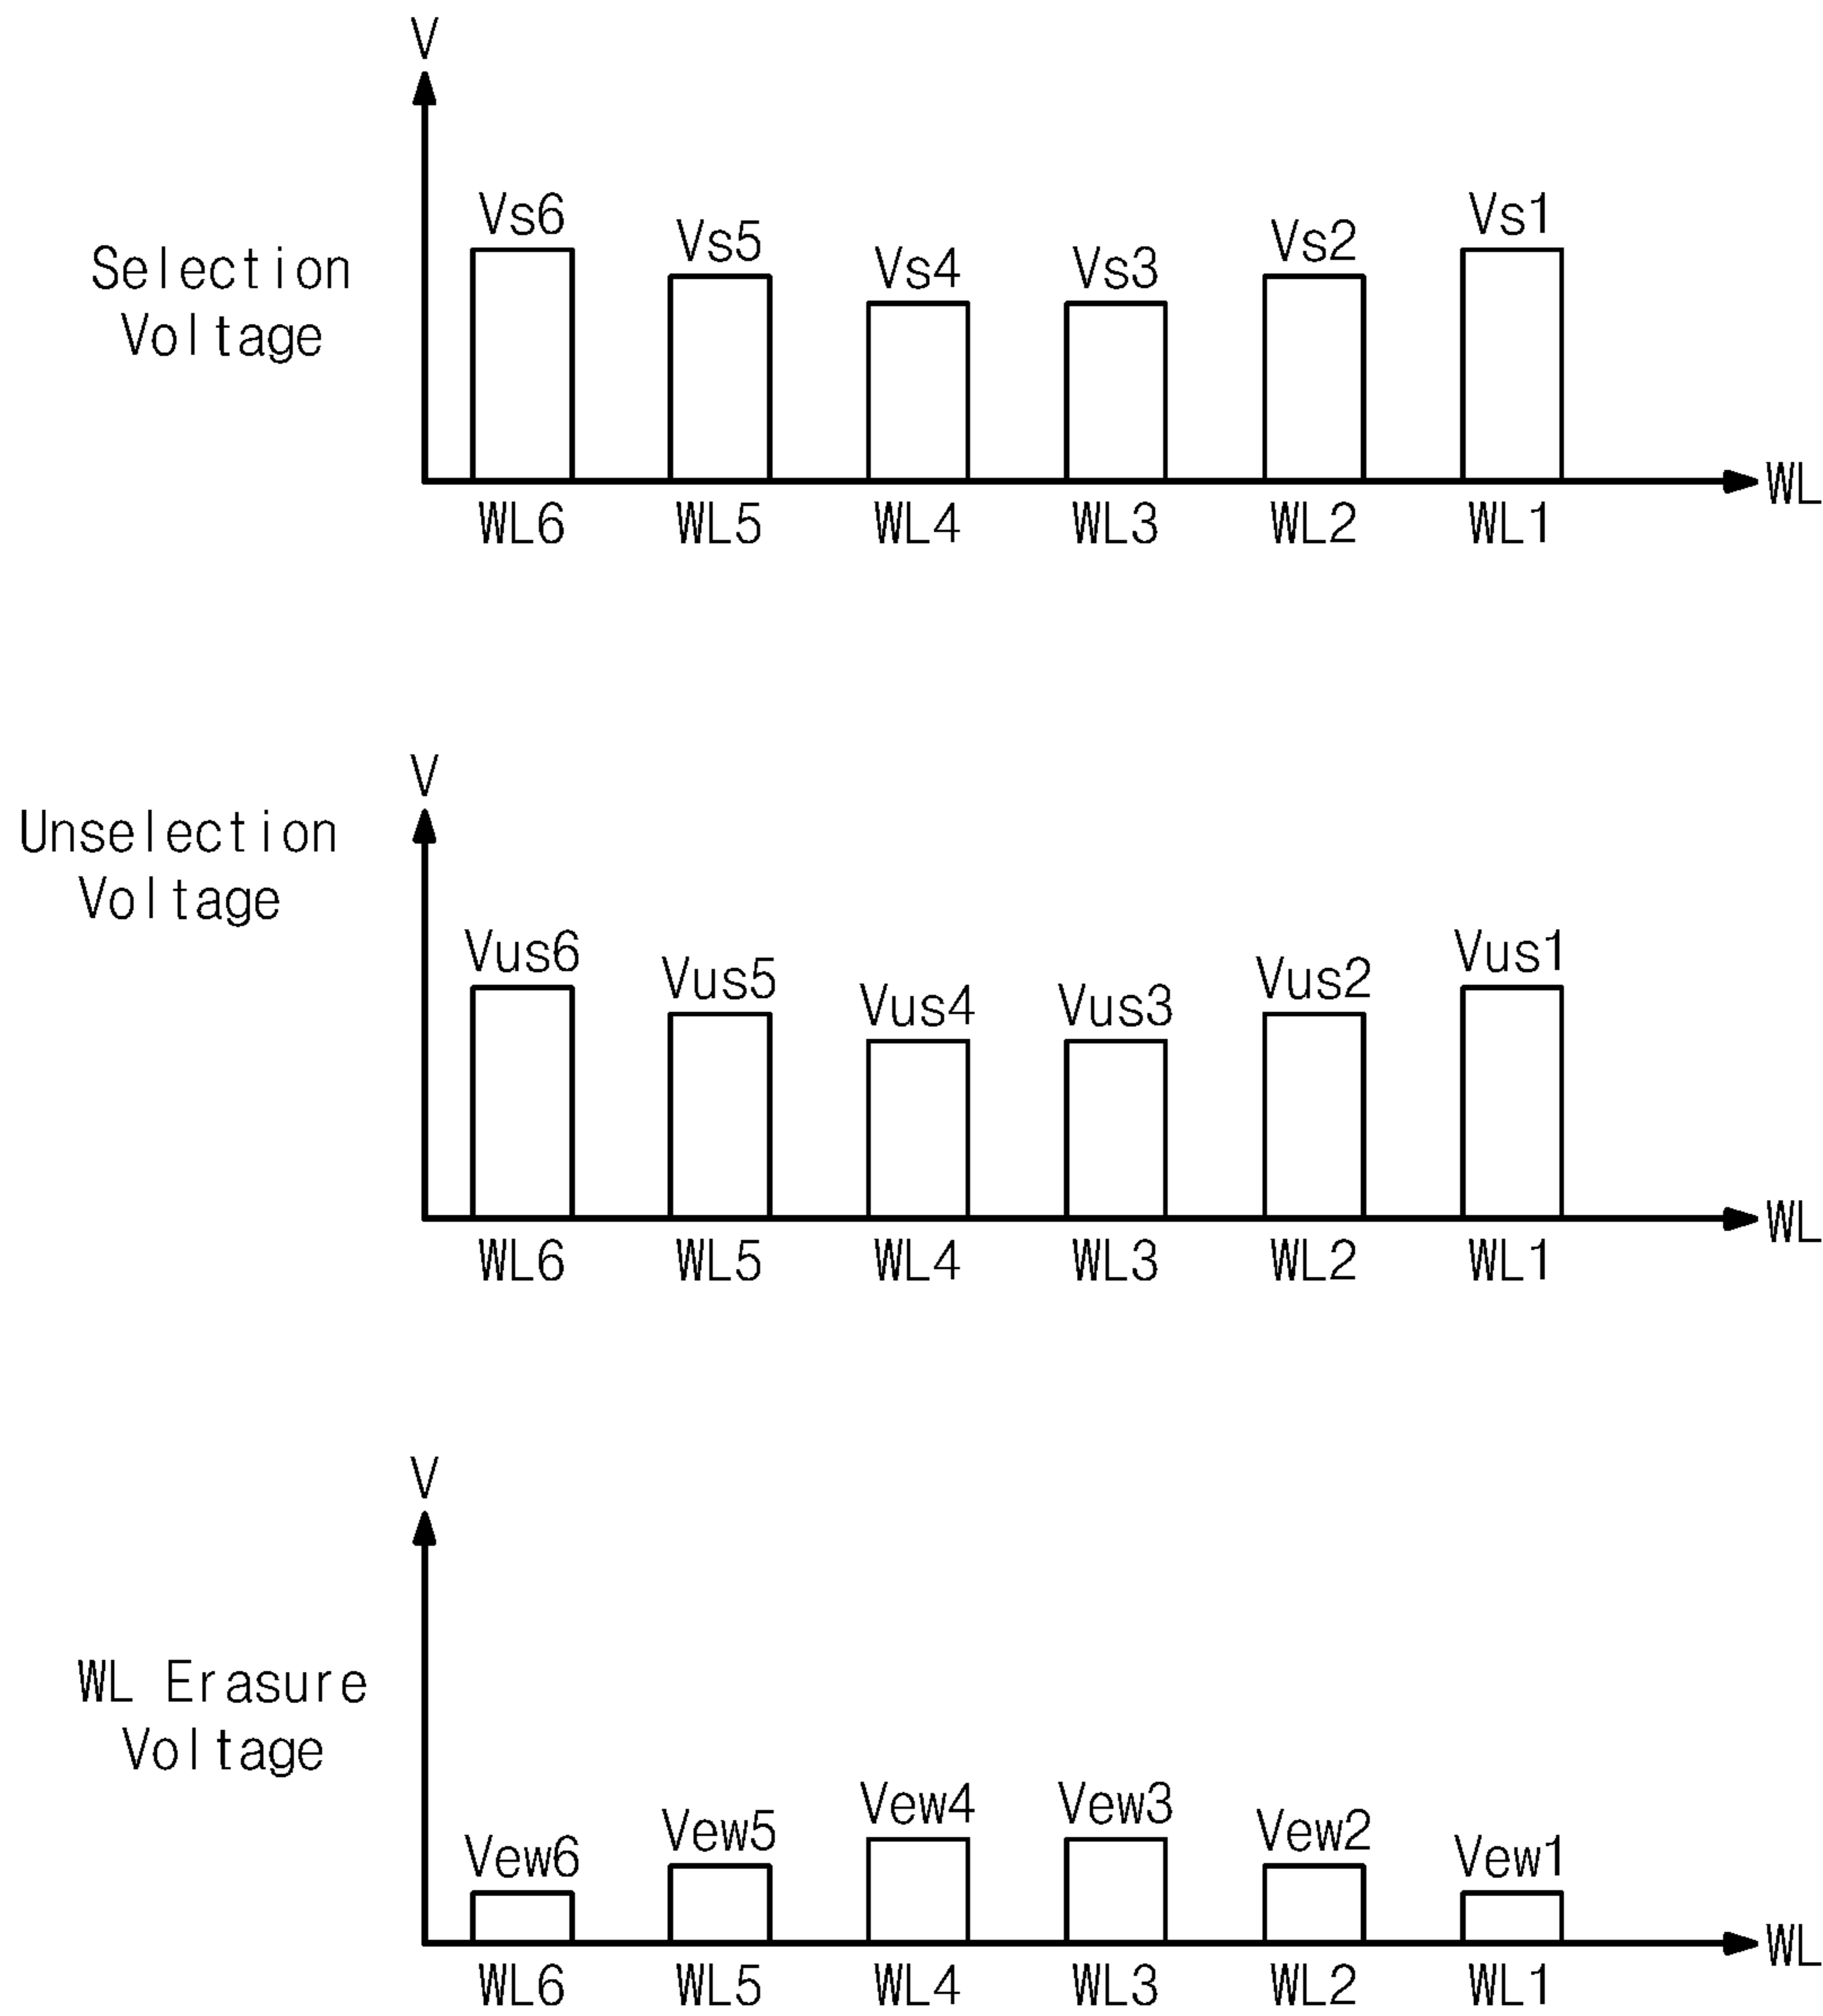 V
Vs6 Vs5 Vs4 Vs3 Vs2 Vs1
Selection
Voltage
WL
WL6 WL5 WL4 WL3 WL2 WL1
V
Unselection
Voltage
Vus6 Vus5 Vus4 Vus3 Vus2 Vus1
WL
WL6 WL5 WL4 WL3 WL2 WL1
V
WL Erasure
Voltage
Vew6 Vew5 Vew4 Vew3 Vew2 Vew1
WL
WL6 WL5 WL4 WL3 WL2 WL1